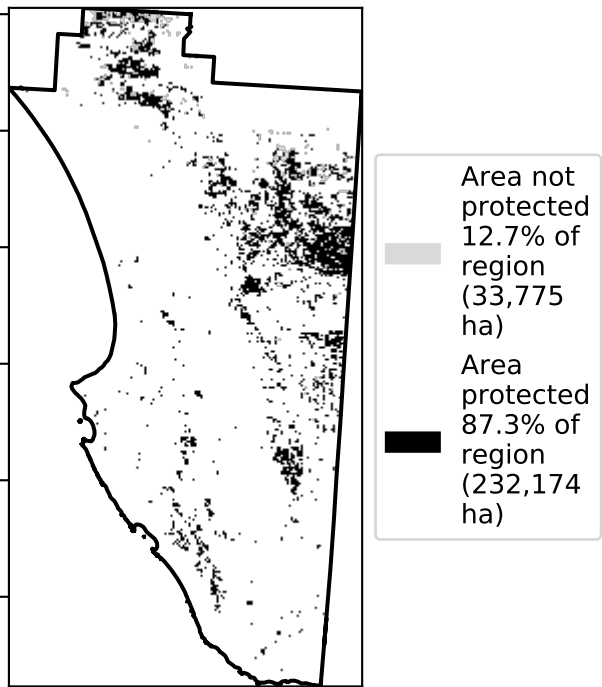 Area not
protected
12.7% of
region
(33,775
ha)
Area
protected
87.3% of
region
(232,174
ha)